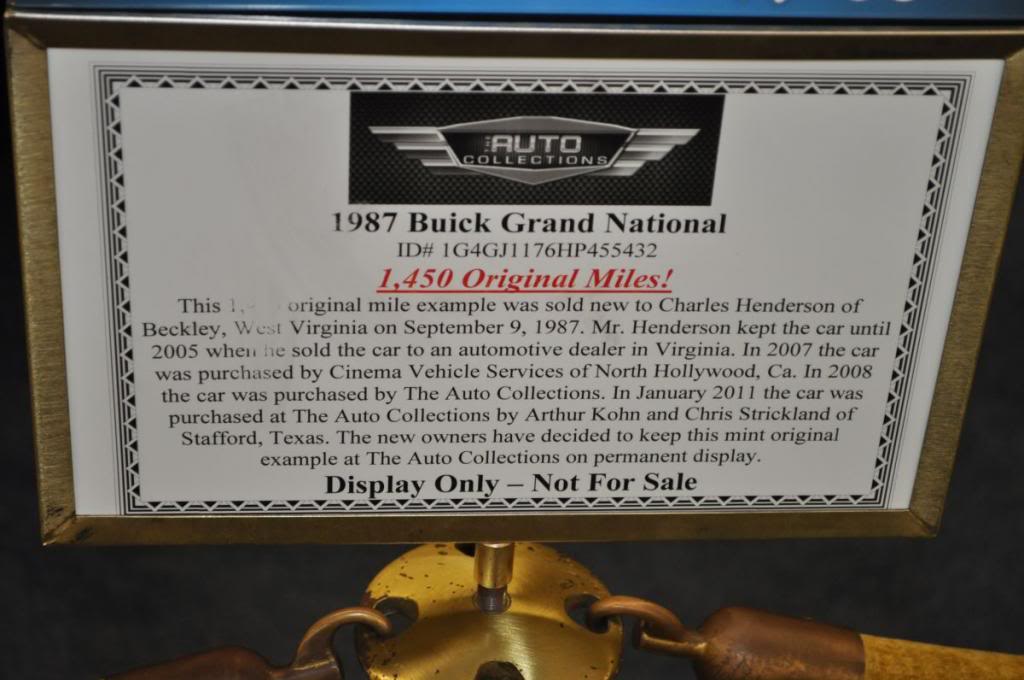 THE AUTO
COLLECTIONS
1987 Buick Grand National
ID# 1G4GJ1176HP455432
1,450 Original Miles!
This original mile example was sold new to Charles Henderson of
Beckley, West Virginia on September 9, 1987. Mr. Henderson kept the car until
2005 when he sold the car to an automotive dealer in Virginia. In 2007 the car
was purchased by Cinema Vehicle Services of North Hollywood, Ca. In 2008
the car was purchased by The Auto Collections. In January 2011 the car was
purchased at The Auto Collections by Arthur Kohn and Chris Strickland of
Stafford, Texas. The new owners have decided to keep this mint original
example at The Auto Collections on permanent display.
Display Only – Not For Sale